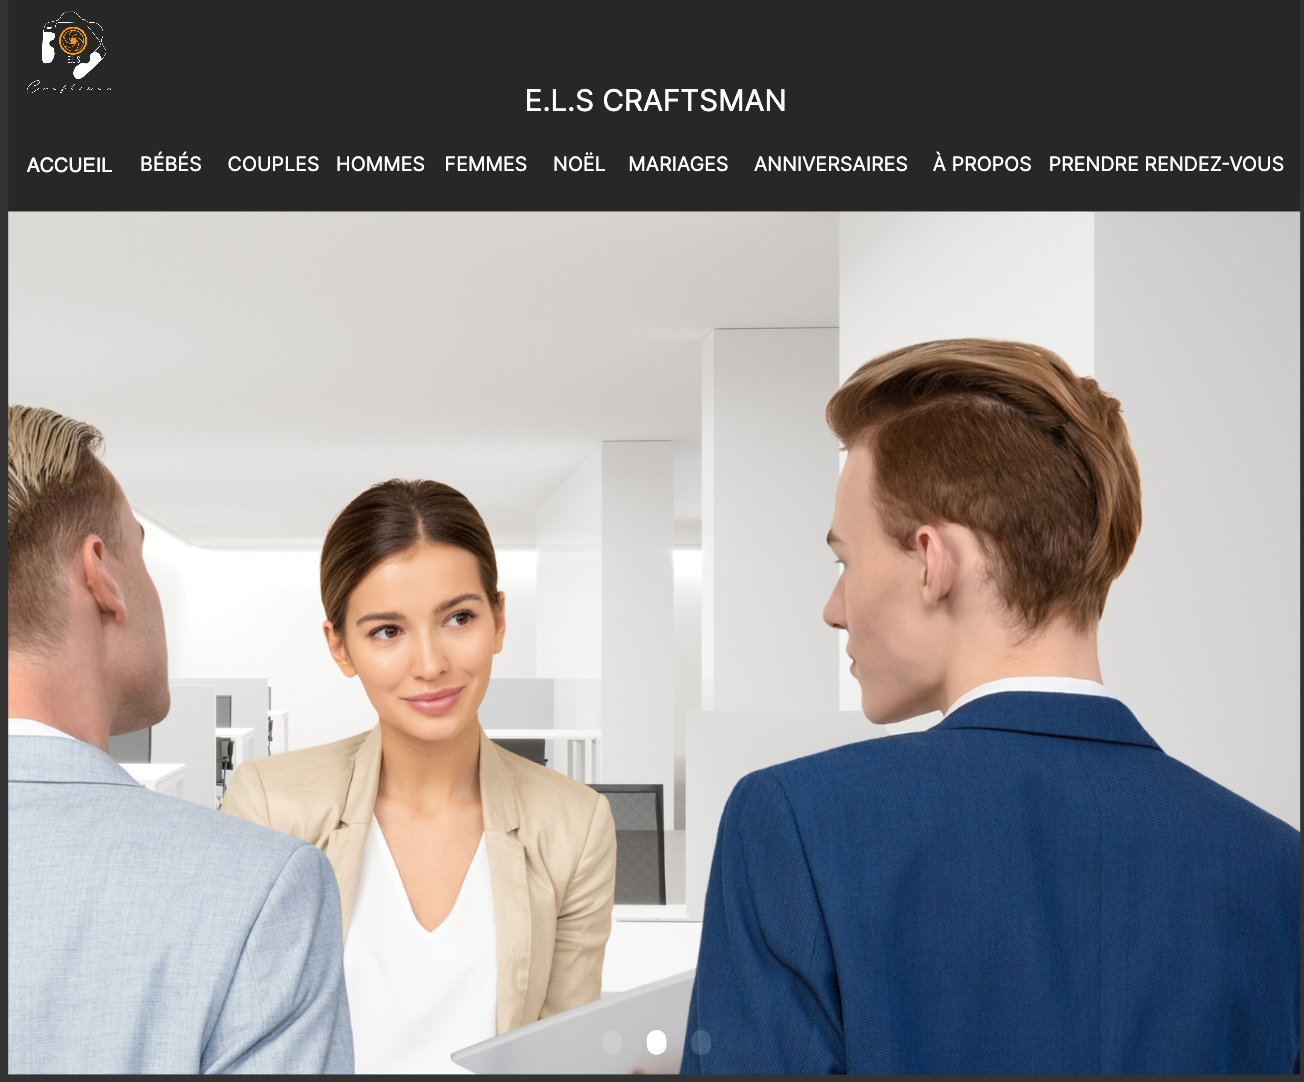 E.L.S
Craftsman
E.L.S CRAFTSMAN
ACCUEIL BÉBÉS COUPLES HOMMES FEMMES NOËL MARIAGES ANNIVERSAIRES À PROPOS PRENDRE RENDEZ-VOUS